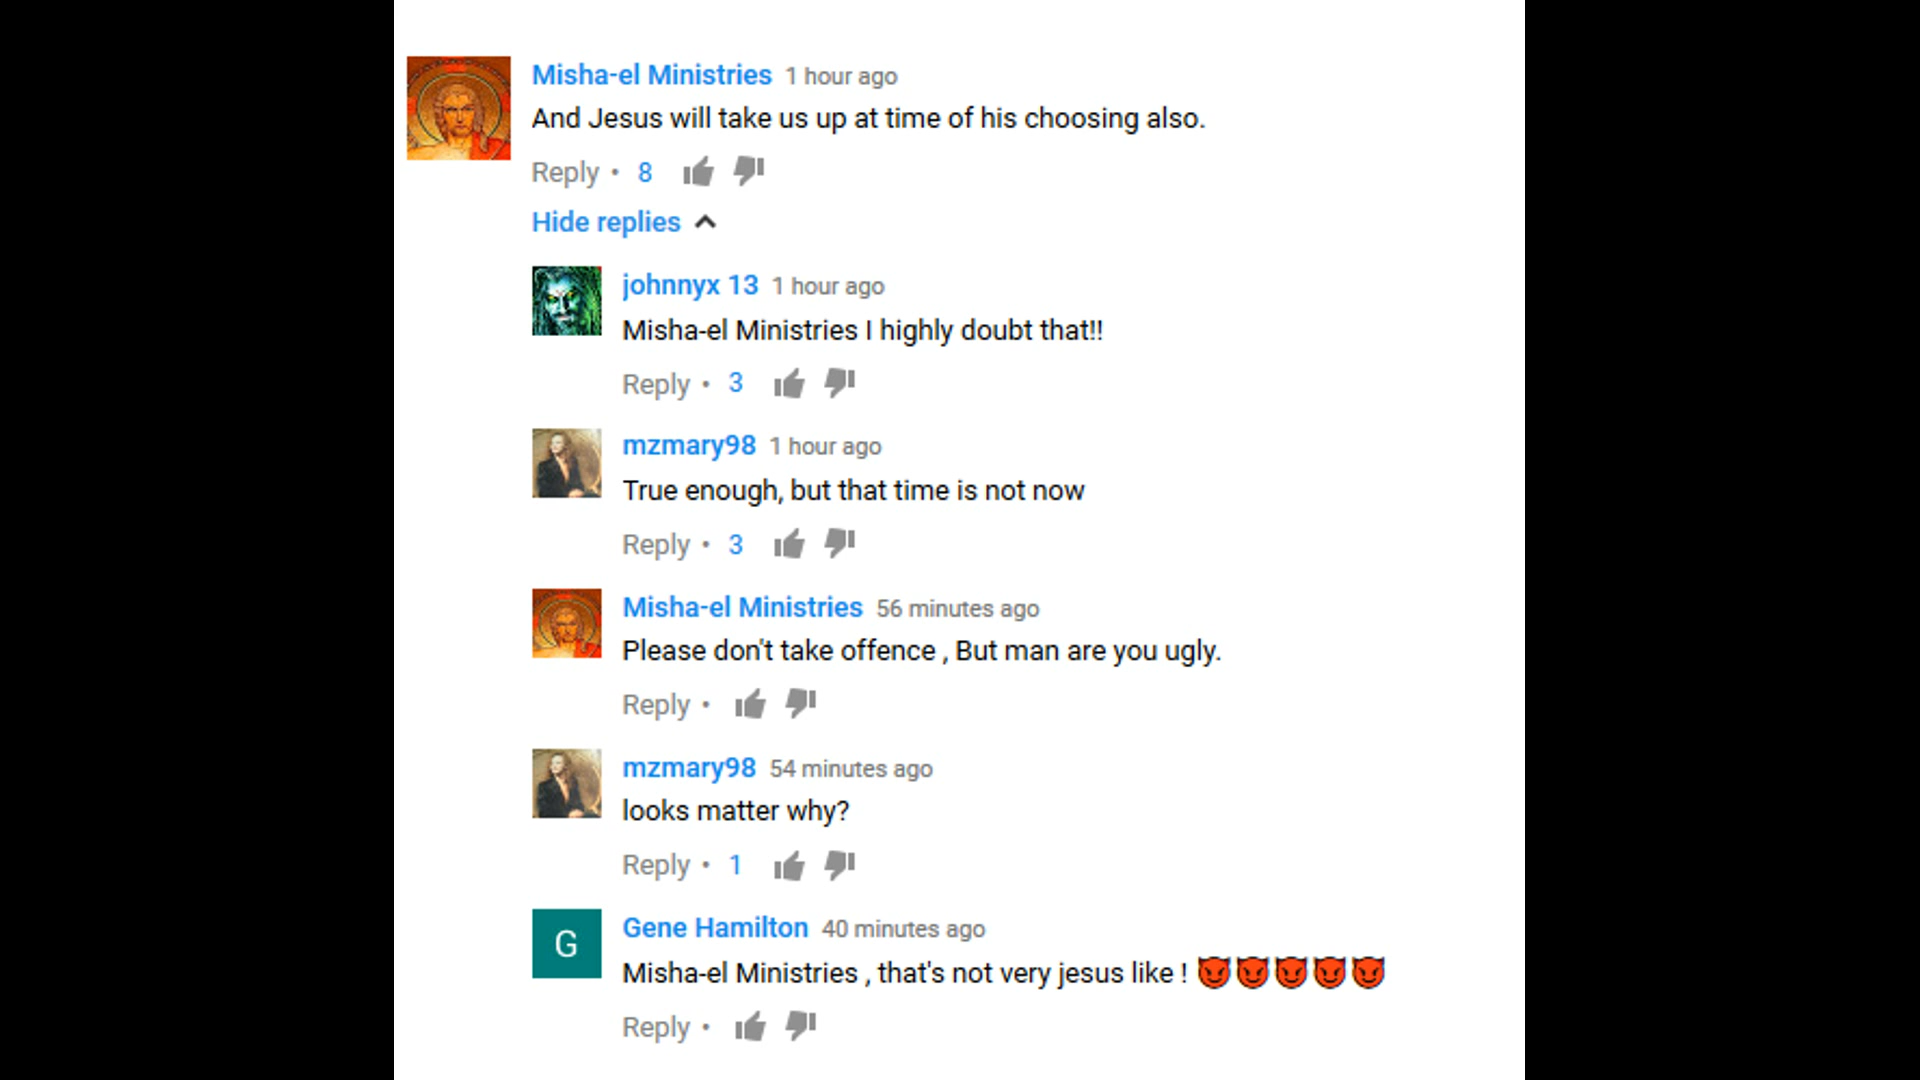 Misha-el Ministries 1 hour ago
And Jesus will take us up at time of his choosing also.
Reply • 8
Hide replies
johnnyx 13 1 hour ago
Misha-el Ministries I highly doubt that!!
Reply • 3
mzmary98 1 hour ago
True enough, but that time is not now
Reply • 3
Misha-el Ministries 56 minutes ago
Please don't take offence , But man are you ugly.
Reply •
mzmary98 54 minutes ago
looks matter why?
Reply • 1
G
Gene Hamilton 40 minutes ago
Misha-el Ministries , that's not very jesus like ! 😈😈😈😈😈
Reply •